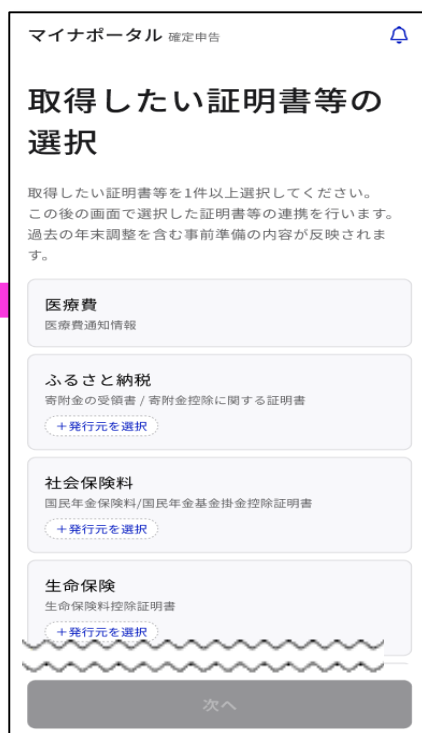 マイナポータル 確定申告
取得したい証明書等の
選択
取得したい証明書等を1件以上選択してください。
この後の画面で選択した証明書等の連携を行います。
過去の年末調整を含む事前準備の内容が反映されま
す。
医療費
医療費通知情報
ふるさと納税
寄附金の受領書 / 寄附金控除に関する証明書
+発行元を選択
社会保険料
国民年金保険料/国民年金基金掛金控除証明書
+発行元を選択
生命保険
生命保険料控除証明書
+発行元を選択
次へ